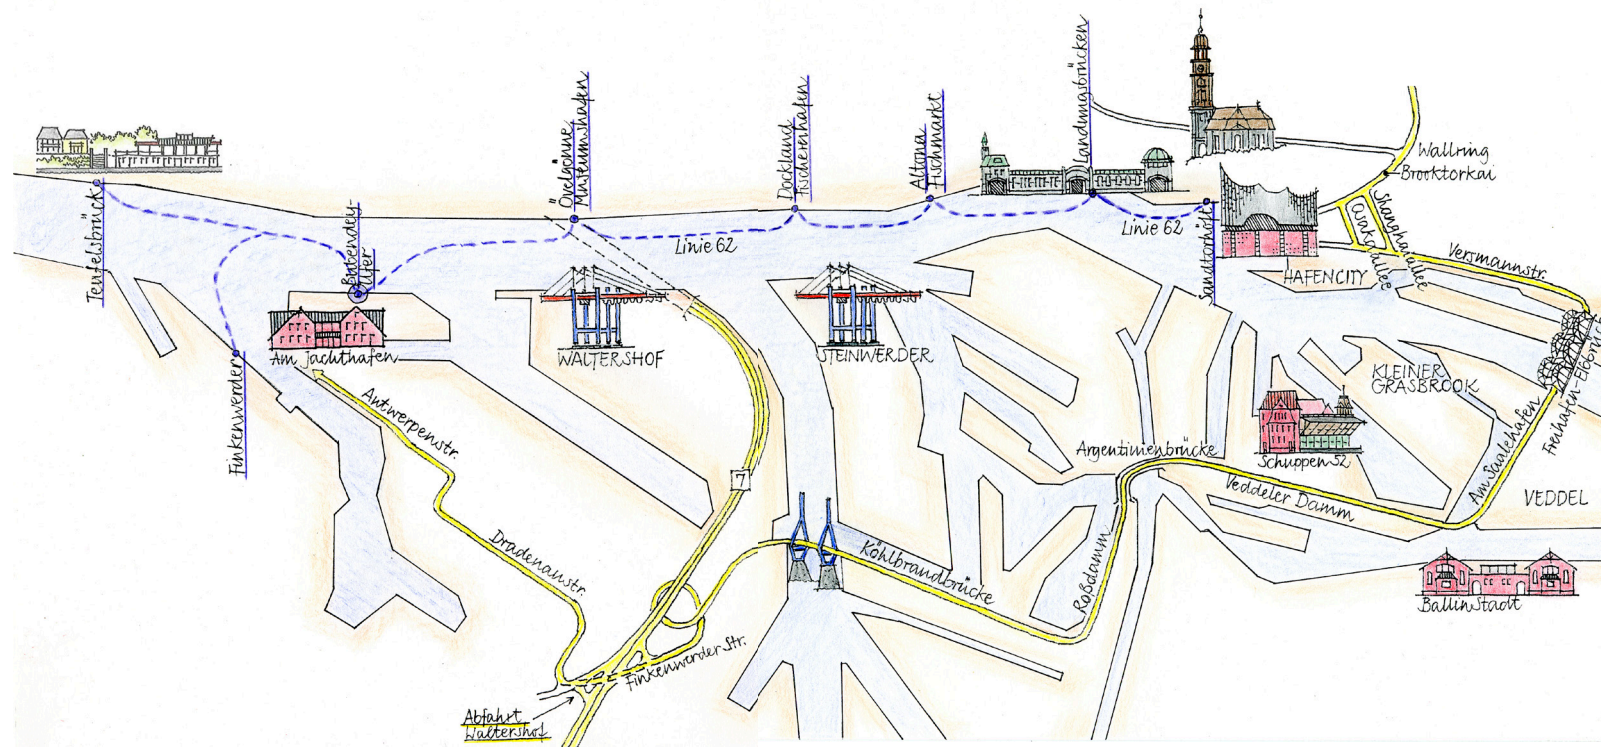 Teufelsbrück
Finkenwerder
Bubendey-
Ufer
Am Jachthafen
Övelgönne
Museumshafen
Linie 62
Dockland
Fischereihafen
Altona
Fischmarkt
Landungsbrücken
Linie 62
Sandtorhöft
Wallring
Brooktorkai
Shanghaiallee
Osakaallee
Versmannstr.
HAFENCITY
WALTERSHOF
STEINWERDER
KLEINER
GRASBROOK
Freihafen-Elbbrücke
Am Saalehafen
VEDDEL
Schuppen 52
Argentinienbrücke
Veddeler Damm
Roßdamm
Köhlbrandbrücke
BallinStadt
7
Antwerpenstr.
Dradenaustr.
Finkenwerder Str.
Abfahrt
Waltershof